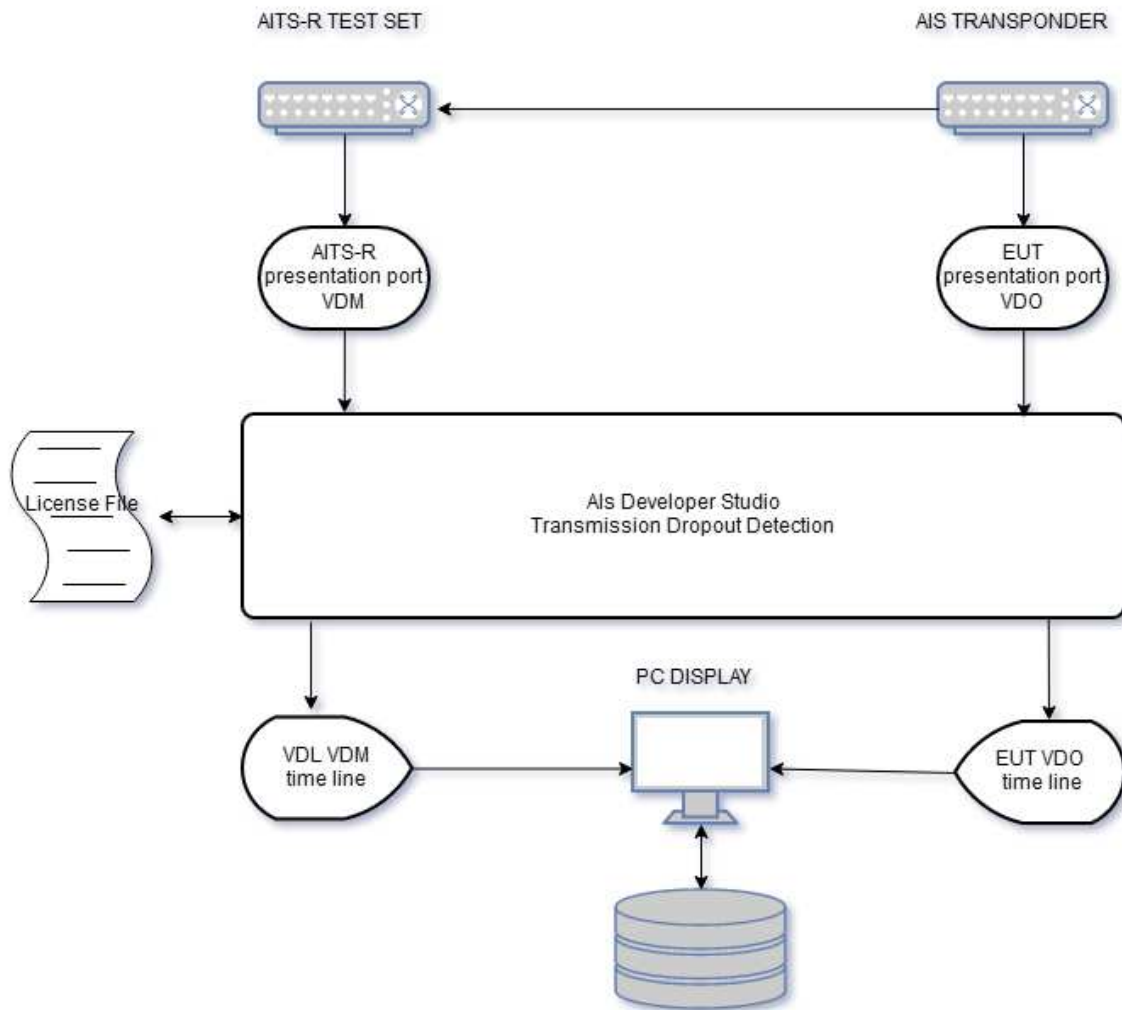 AITS-R TEST SET
AIS TRANSPONDER
AITS-R
presentation port
VDM
EUT
presentation port
VDO
License File
AIs Developer Studio
Transmission Dropout Detection
PC DISPLAY
VDL VDM
time line
EUT VDO
time line